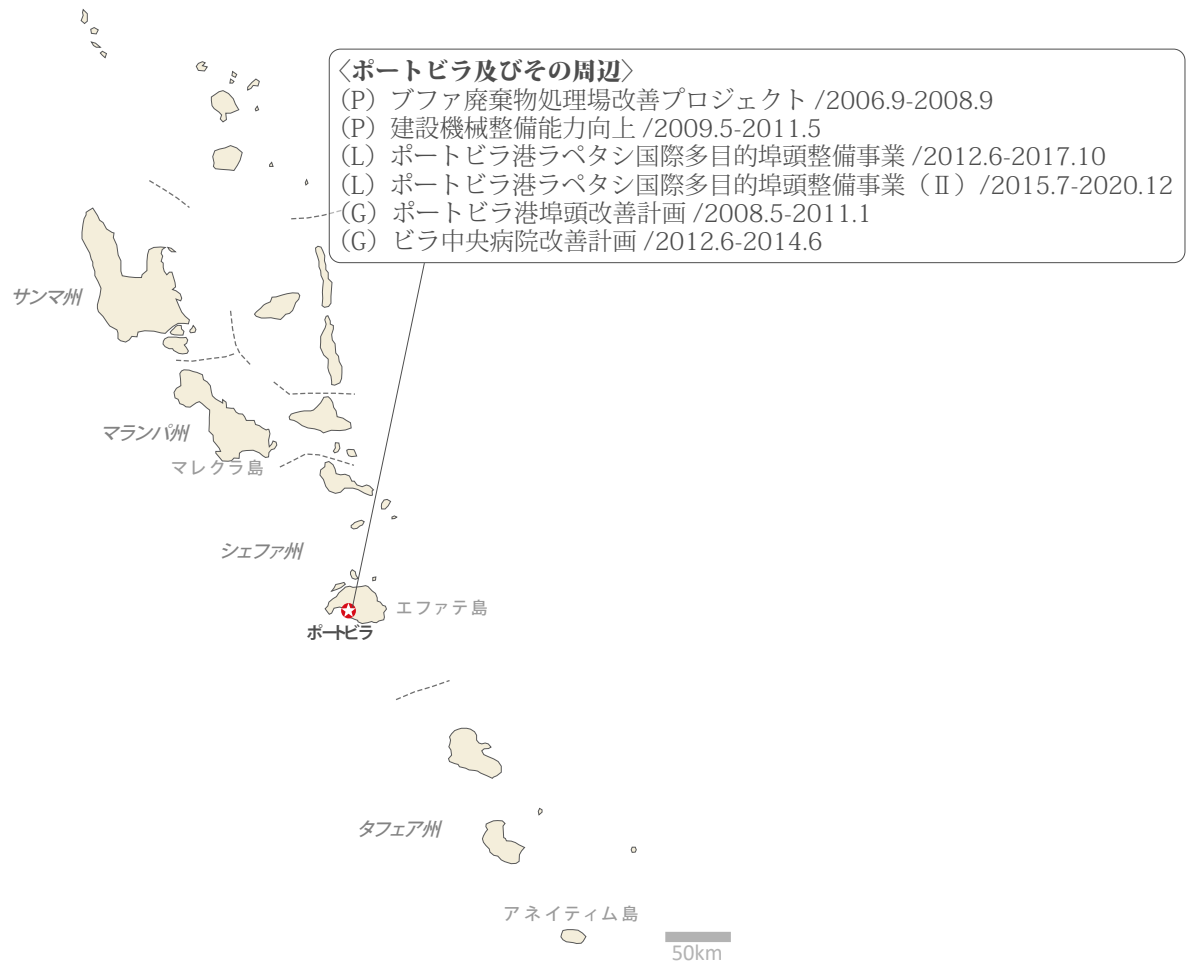 〈ポートビラ及びその周辺〉
（P）ブファ廃棄物処理場改善プロジェクト /2006.9-2008.9
（P）建設機械整備能力向上 /2009.5-2011.5
（L）ポートビラ港ラペタシ国際多目的埠頭整備事業 /2012.6-2017.10
（L）ポートビラ港ラペタシ国際多目的埠頭整備事業（Ⅱ）/2015.7-2020.12
（G）ポートビラ港埠頭改善計画 /2008.5-2011.1
（G）ビラ中央病院改善計画 /2012.6-2014.6
サンマ州
マランパ州
マレクラ島
シェファ州
エファテ島
ポートビラ
タフェア州
アネイティム島
50km